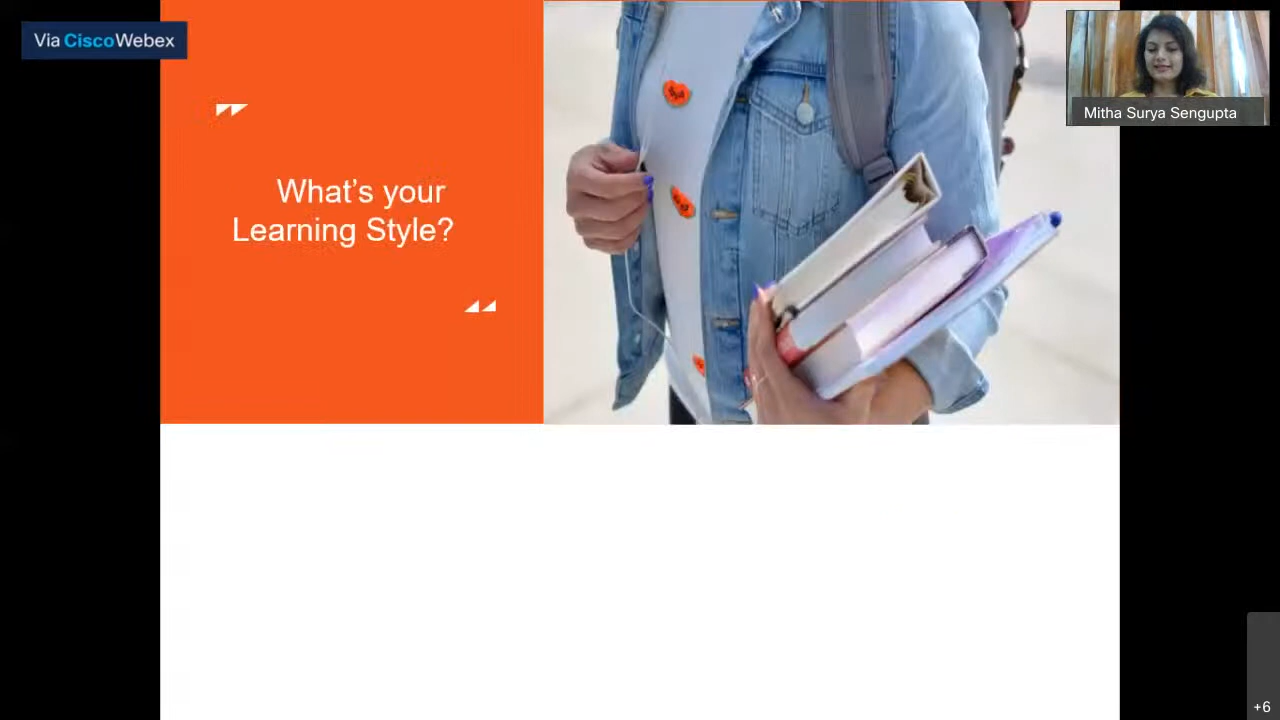 Via CiscoWebex
What's your
Learning Style?
Mitha Surya Sengupta
+6